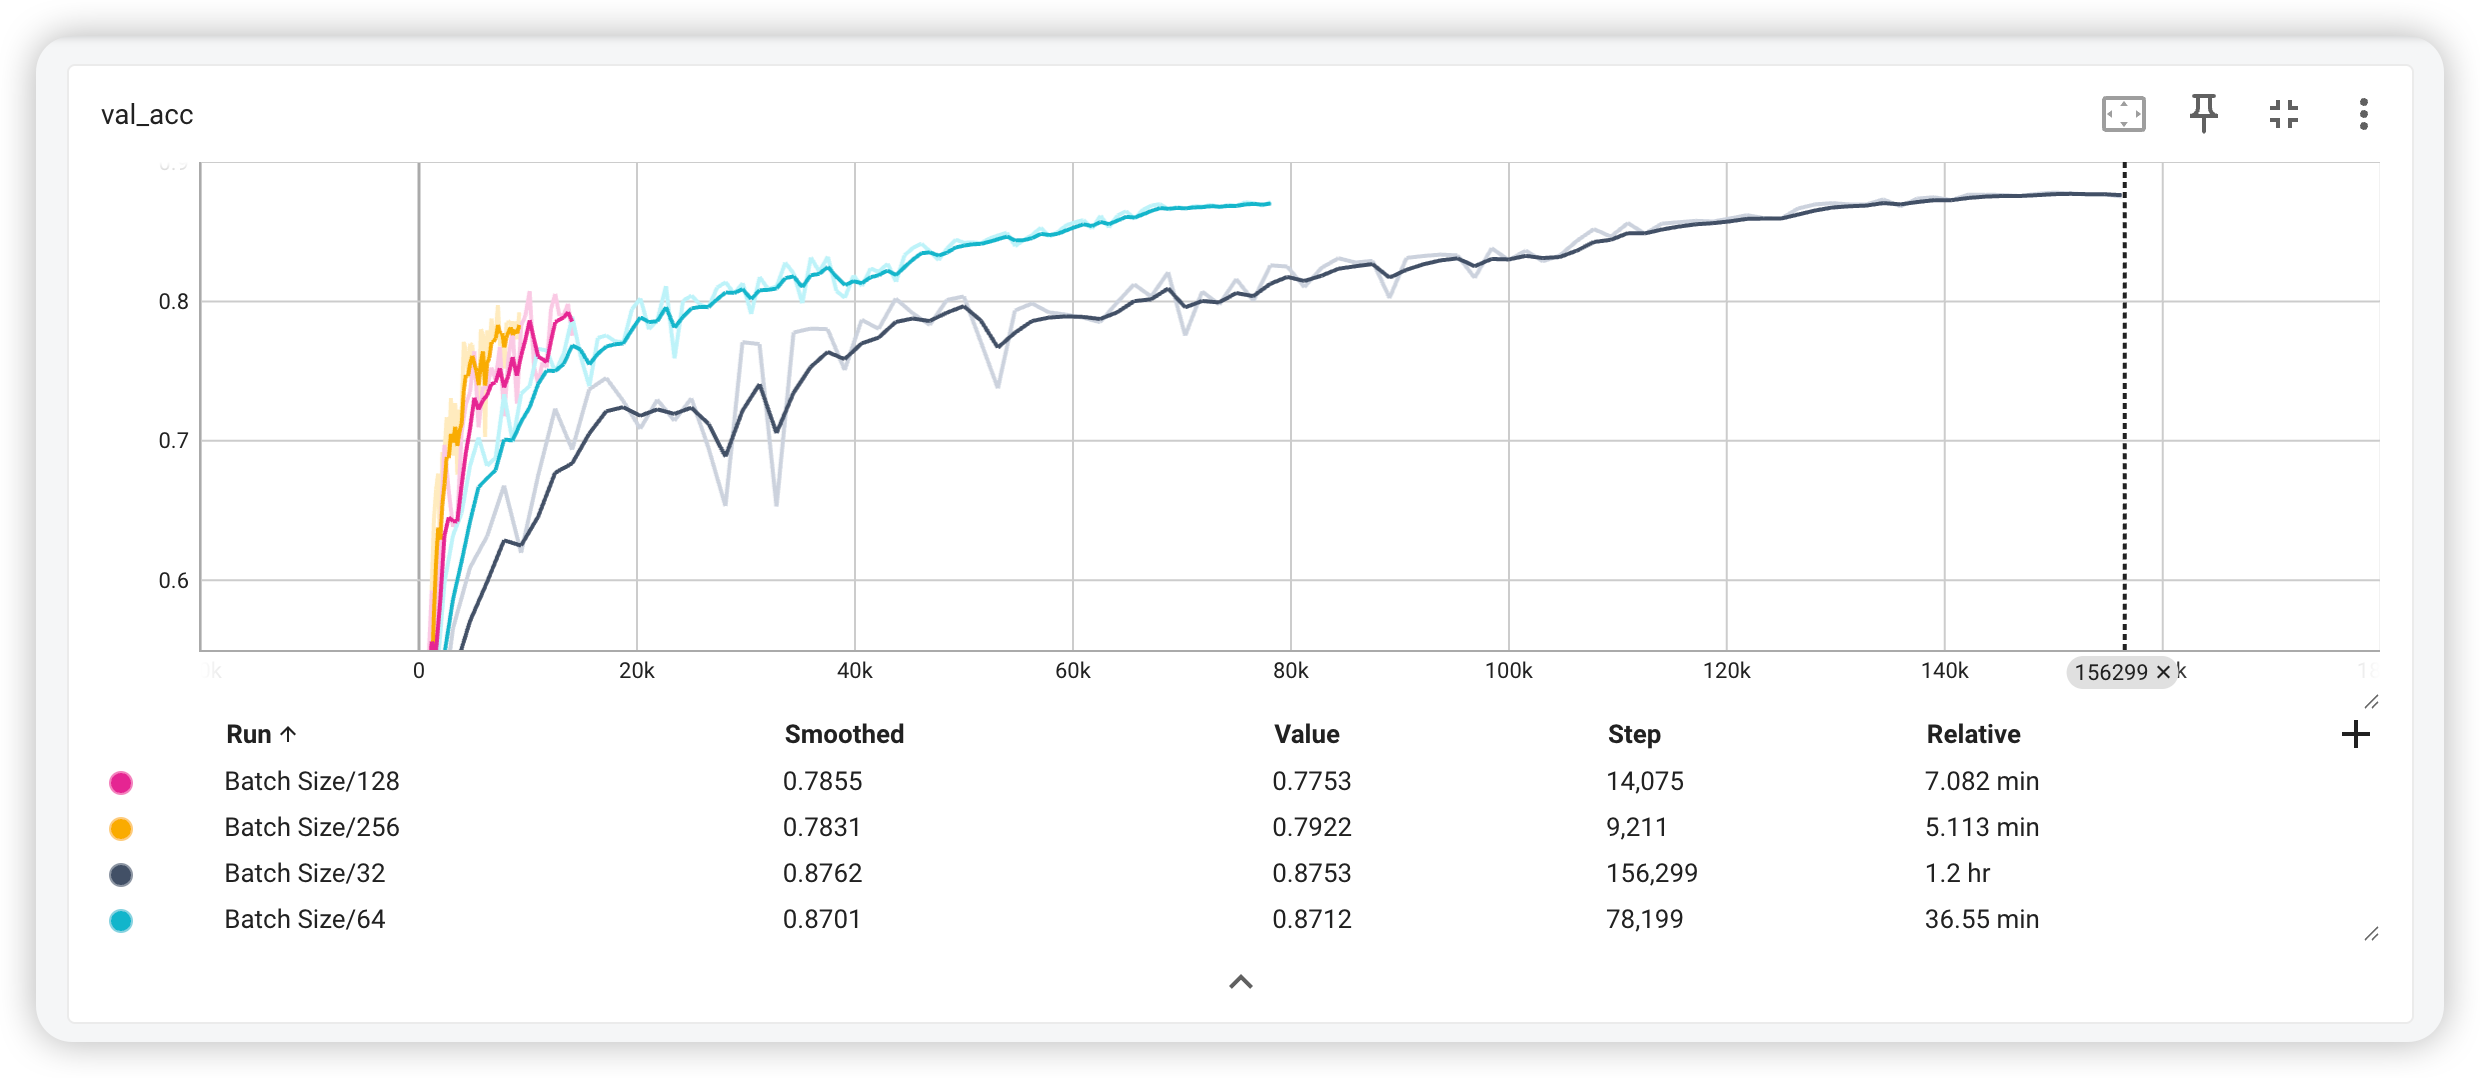 val_acc
0.9
0.8
0.7
0.6
0 20k 40k 60k 80k 100k 120k 140k 156299 × k
Run ↑ Smoothed Value Step Relative +
Batch Size/128 0.7855 0.7753 14,075 7.082 min
Batch Size/256 0.7831 0.7922 9,211 5.113 min
Batch Size/32 0.8762 0.8753 156,299 1.2 hr
Batch Size/64 0.8701 0.8712 78,199 36.55 min